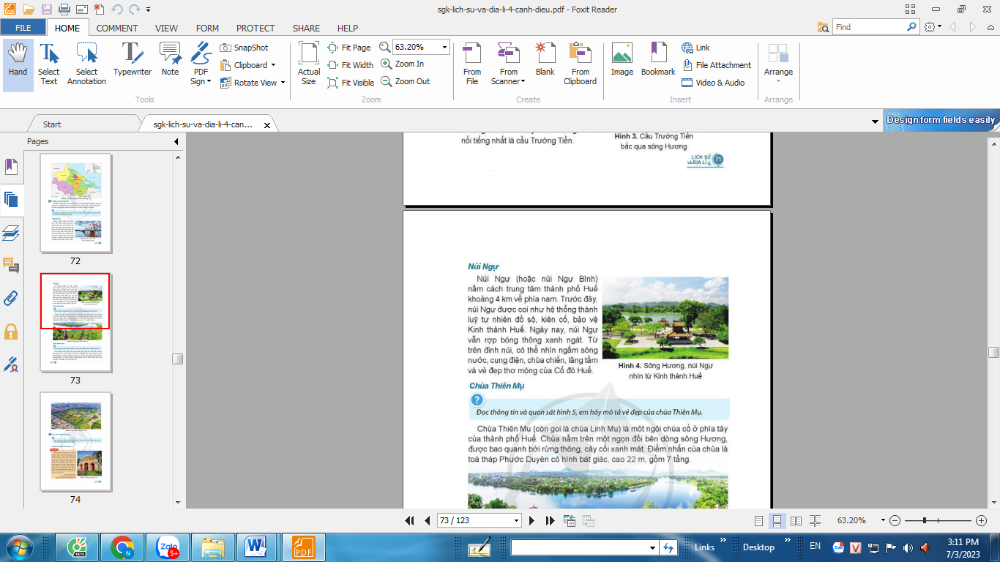 sgk-lich-su-va-dia-li-4-canh-dieu.pdf - Foxit Reader
FILE HOME COMMENT VIEW FORM PROTECT SHARE HELP
Find
Hand
Select Text
Select Annotation
Typewriter
Note
PDF Sign
SnapShot
Clipboard
Rotate View
Tools
Actual Size
Fit Page
Fit Width
Fit Visible
63.20%
Zoom In
Zoom Out
Zoom
From File
From Scanner
Blank
From Clipboard
Create
Image
Bookmark
Link
File Attachment
Video & Audio
Insert
Arrange
Arrange
Start
sgk-lich-su-va-dia-li-4-can...
Design form fields easily
Pages
72
73
74
nổi tiếng nhất là cầu Trường Tiền.
Hình 3. Cầu Trường Tiền
bắc qua sông Hương
LỊCH SỬ
và ĐỊA LÍ 4
71
Núi Ngự
Núi Ngự (hoặc núi Ngự Bình)
nằm cách trung tâm thành phố Huế
khoảng 4 km về phía nam. Trước đây,
núi Ngự được coi như hệ thống thành
luỹ tự nhiên đồ sộ, kiên cố, bảo vệ
Kinh thành Huế. Ngày nay, núi Ngự
vẫn rợp bóng thông xanh ngát. Từ
trên đỉnh núi, có thể nhìn ngắm sông
nước, cung điện, chùa chiền, lăng tẩm
và vẻ đẹp thơ mộng của Cố đô Huế.
Hình 4. Sông Hương, núi Ngự
nhìn từ Kinh thành Huế
Chùa Thiên Mụ
?
Đọc thông tin và quan sát hình 5, em hãy mô tả vẻ đẹp của chùa Thiên Mụ.
Chùa Thiên Mụ (còn gọi là chùa Linh Mụ) là một ngôi chùa cổ ở phía tây
của thành phố Huế. Chùa nằm trên một ngọn đồi bên dòng sông Hương,
được bao quanh bởi rừng thông, cây cối xanh mát. Điểm nhấn của chùa là
toà tháp Phước Duyên có hình bát giác, cao 22 m, gồm 7 tầng.
73 / 123
63.20%
BETA
N
Zalo
5+
W
PDF
Links
Desktop
EN
3:11 PM
7/3/2023